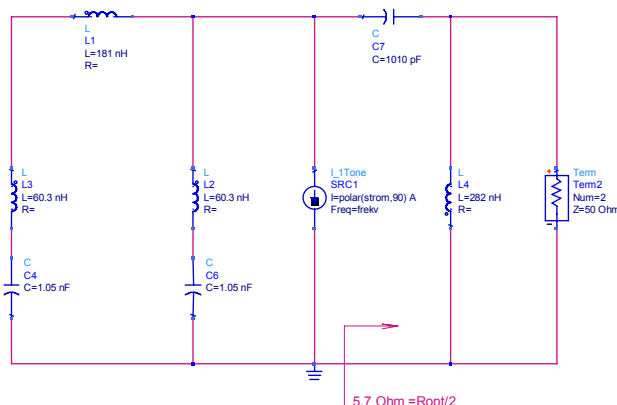 L
L1
L=181 nH
R=
C
C7
C=1010 pF
L
L3
L=60.3 nH
R=
L
L2
L=60.3 nH
R=
I_1Tone
SRC1
I=polar(strom,90) A
Freq=frekv
L
L4
L=282 nH
R=
+
Term
Term2
Num=2
Z=50 Ohm
-
C
C4
C=1.05 nF
C
C6
C=1.05 nF
5.7 Ohm =Ropt/2